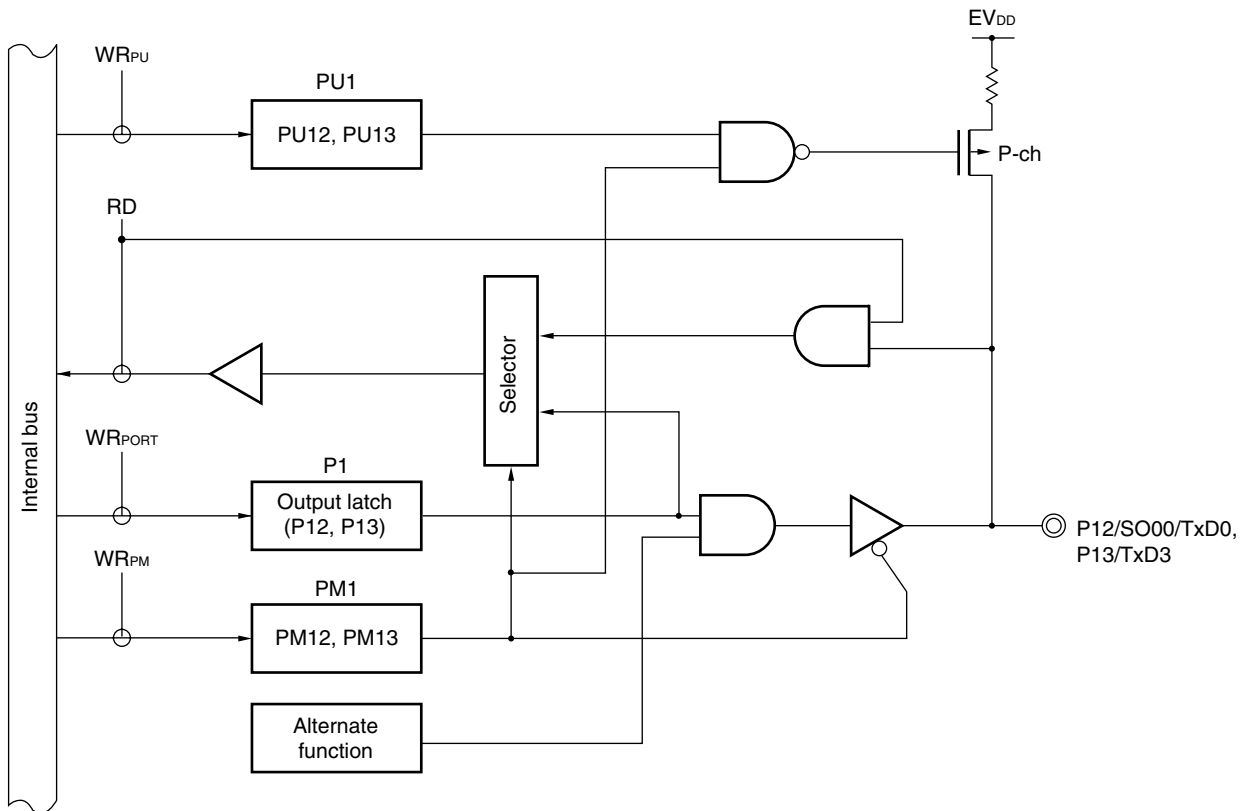 EVDD
WRPU
PU1
PU12, PU13
P-ch
RD
Selector
Internal bus
WRPORT
P1
Output latch
(P12, P13)
P12/SO00/TxD0,
P13/TxD3
WRPM
PM1
PM12, PM13
Alternate
function